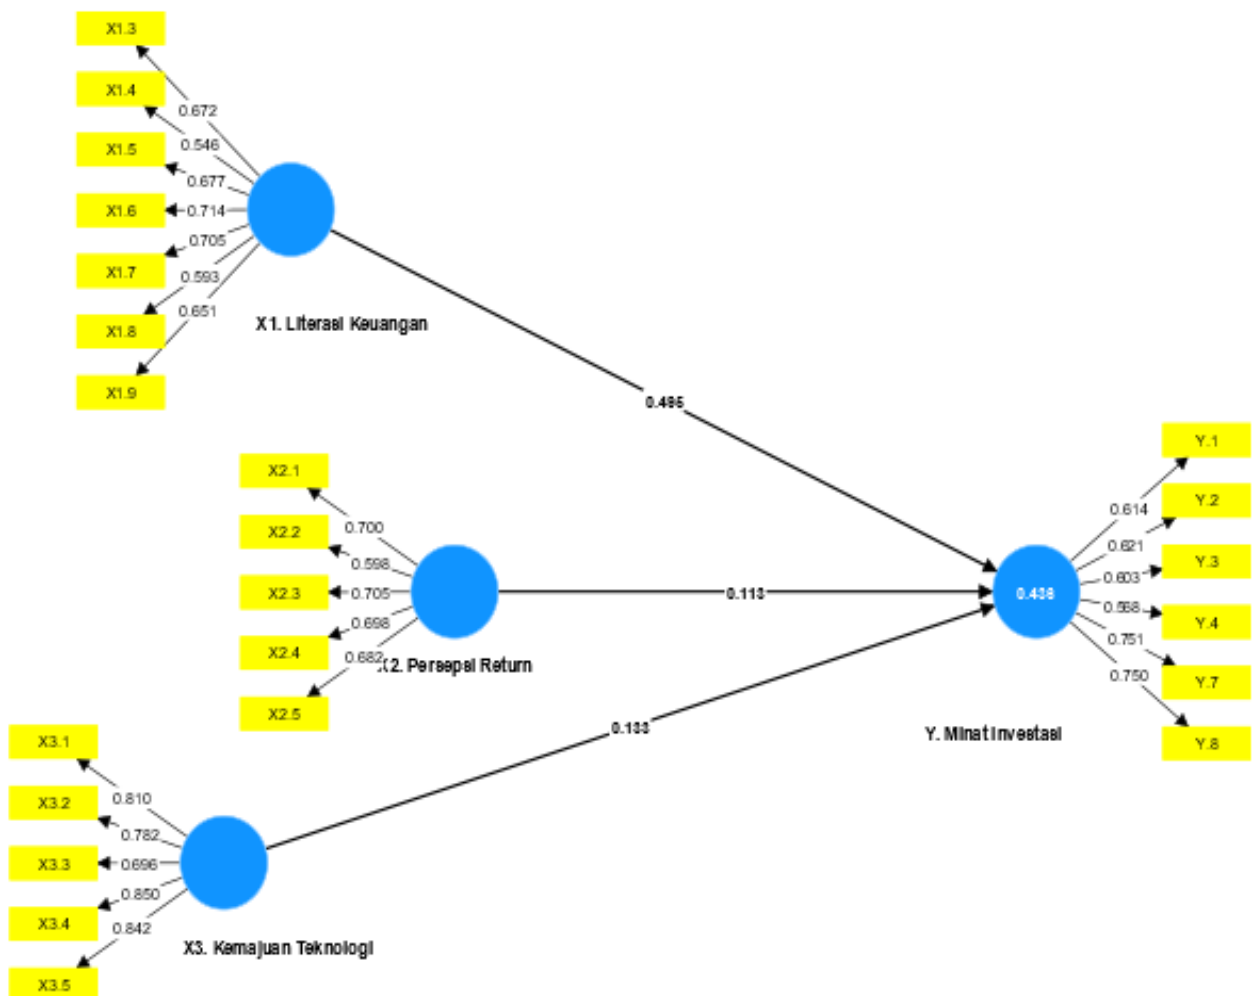 X1.3
X1.4
X1.5
X1.6
X1.7
X1.8
X1.9
0.672
0.546
0.677
0.714
0.705
0.593
0.651
X1. Literasi Keuangan
0.495
X2.1
X2.2
X2.3
X2.4
X2.5
0.700
0.598
0.705
0.698
0.682
X2. Persepsi Return
0.113
X3.1
X3.2
X3.3
X3.4
X3.5
0.810
0.782
0.696
0.850
0.842
X3. Kemajuan Teknologi
0.133
0.436
Y. Minat Investasi
0.614
0.621
0.603
0.568
0.751
0.750
Y.1
Y.2
Y.3
Y.4
Y.7
Y.8